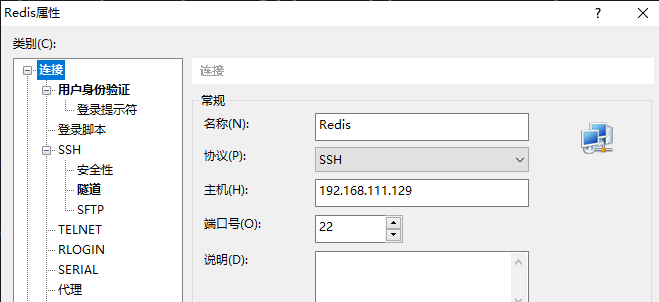 Redis属性
类别(C):
连接
用户身份验证
登录提示符
登录脚本
SSH
安全性
隧道
SFTP
TELNET
RLOGIN
SERIAL
代理
连接
常规
名称(N):
Redis
协议(P):
SSH
主机(H):
192.168.111.129
端口号(O):
22
说明(D):